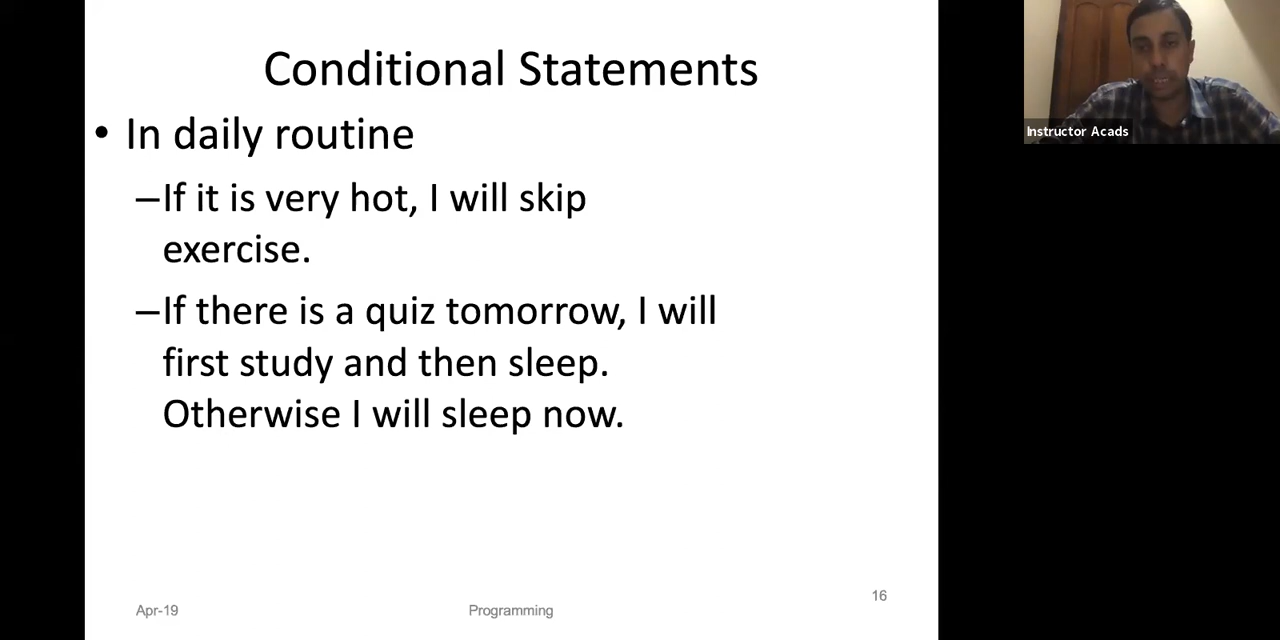 Conditional Statements
• In daily routine
–If it is very hot, I will skip
exercise.
–If there is a quiz tomorrow, I will
first study and then sleep.
Otherwise I will sleep now.
Apr-19
Programming
16
Instructor Acads